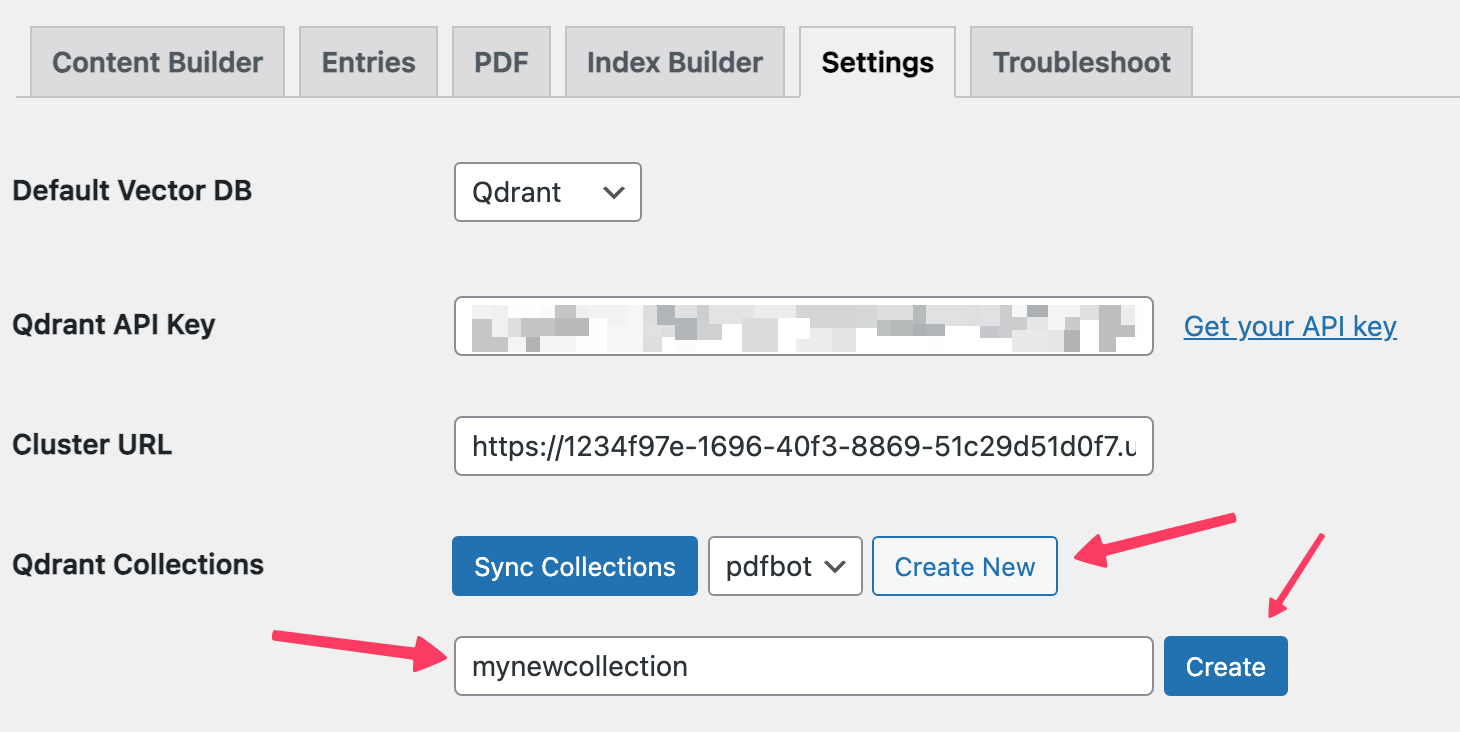 Content Builder Entries PDF Index Builder Settings Troubleshoot
Default Vector DB Qdrant
Qdrant API Key Get your API key
Cluster URL https://1234f97e-1696-40f3-8869-51c29d51d0f7.u
Qdrant Collections Sync Collections pdfbot Create New
mynewcollection Create